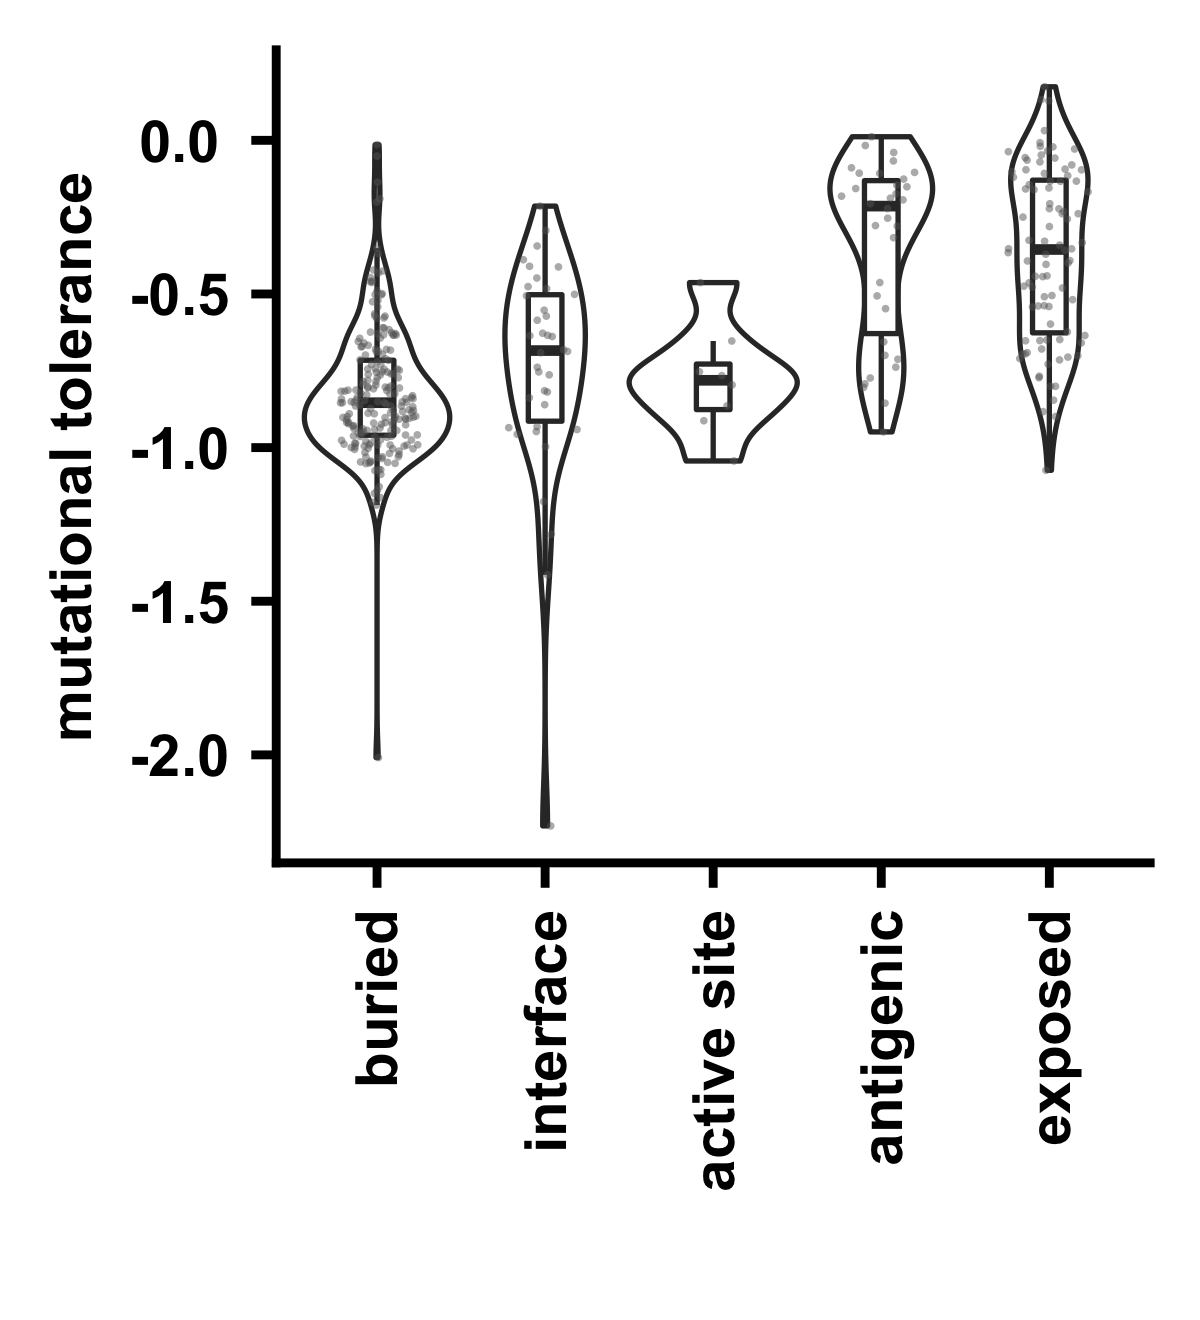 mutational tolerance
0.0
-0.5
-1.0
-1.5
-2.0
buried
interface
active site
antigenic
exposed